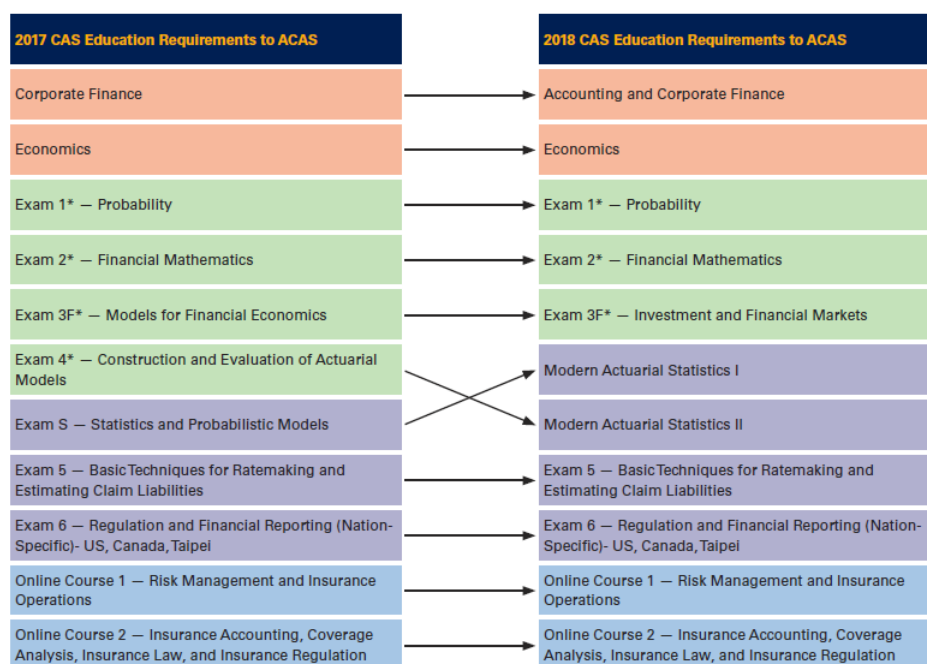 2017 CAS Education Requirements to ACAS
2018 CAS Education Requirements to ACAS
Corporate Finance
Accounting and Corporate Finance
Economics
Economics
Exam 1* — Probability
Exam 1* — Probability
Exam 2* — Financial Mathematics
Exam 2* — Financial Mathematics
Exam 3F* — Models for Financial Economics
Exam 3F* — Investment and Financial Markets
Exam 4* — Construction and Evaluation of Actuarial
Models
Modern Actuarial Statistics I
Exam S — Statistics and Probabilistic Models
Modern Actuarial Statistics II
Exam 5 — Basic Techniques for Ratemaking and
Estimating Claim Liabilities
Exam 5 — Basic Techniques for Ratemaking and
Estimating Claim Liabilities
Exam 6 — Regulation and Financial Reporting (Nation-
Specific)- US, Canada, Taipei
Exam 6 — Regulation and Financial Reporting (Nation-
Specific)- US, Canada, Taipei
Online Course 1 — Risk Management and Insurance
Operations
Online Course 1 — Risk Management and Insurance
Operations
Online Course 2 — Insurance Accounting, Coverage
Analysis, Insurance Law, and Insurance Regulation
Online Course 2 — Insurance Accounting, Coverage
Analysis, Insurance Law, and Insurance Regulation